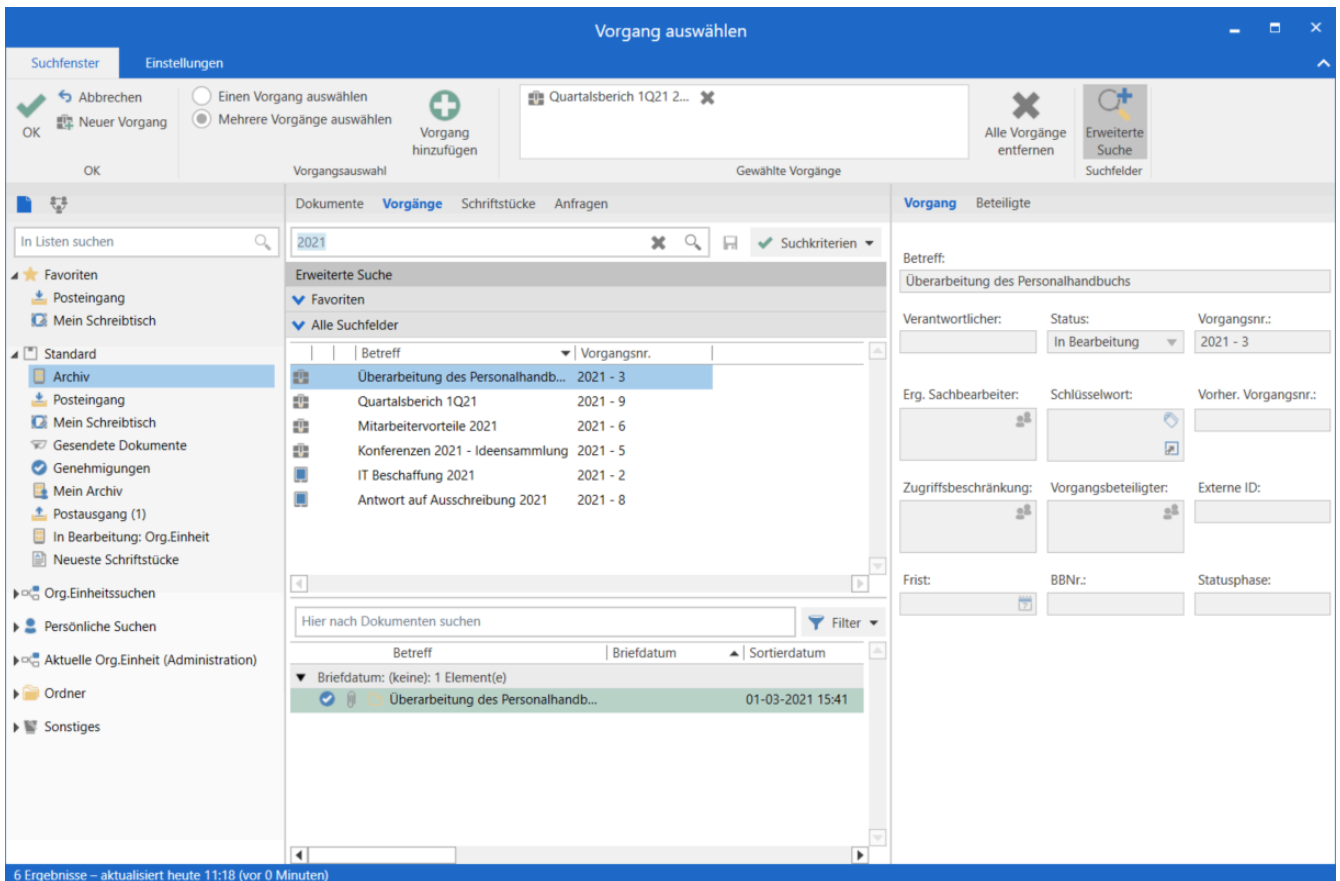 Vorgang auswählen
Suchfenster Einstellungen
OK
Abbrechen
Neuer Vorgang
OK
Einen Vorgang auswählen
Mehrere Vorgänge auswählen
Vorgang
hinzufügen
Vorgangsauswahl
Quartalsberich 1Q21 2...
Gewählte Vorgänge
Alle Vorgänge
entfernen
Erweiterte
Suche
Suchfelder
In Listen suchen
Favoriten
Posteingang
Mein Schreibtisch
Standard
Archiv
Posteingang
Mein Schreibtisch
Gesendete Dokumente
Genehmigungen
Mein Archiv
Postausgang (1)
In Bearbeitung: Org.Einheit
Neueste Schriftstücke
Org.Einheitssuchen
Persönliche Suchen
Aktuelle Org.Einheit (Administration)
Ordner
Sonstiges
Dokumente Vorgänge Schriftstücke Anfragen
2021 Suchkriterien
Erweiterte Suche
Favoriten
Alle Suchfelder
Betreff Vorgangsnr.
Überarbeitung des Personalhandb... 2021 - 3
Quartalsberich 1Q21 2021 - 9
Mitarbeitervorteile 2021 2021 - 6
Konferenzen 2021 - Ideensammlung 2021 - 5
IT Beschaffung 2021 2021 - 2
Antwort auf Ausschreibung 2021 2021 - 8
Hier nach Dokumenten suchen Filter
Betreff Briefdatum Sortierdatum
Briefdatum: (keine): 1 Element(e)
Überarbeitung des Personalhandb... 01-03-2021 15:41
Vorgang Beteiligte
Betreff:
Überarbeitung des Personalhandbuchs
Verantwortlicher: Status: Vorgangsnr.:
In Bearbeitung 2021 - 3
Erg. Sachbearbeiter: Schlüsselwort: Vorher. Vorgangsnr.:
Zugriffsbeschränkung: Vorgangsbeteiligter: Externe ID:
Frist: BBNr.: Statusphase:
6 Ergebnisse – aktualisiert heute 11:18 (vor 0 Minuten)